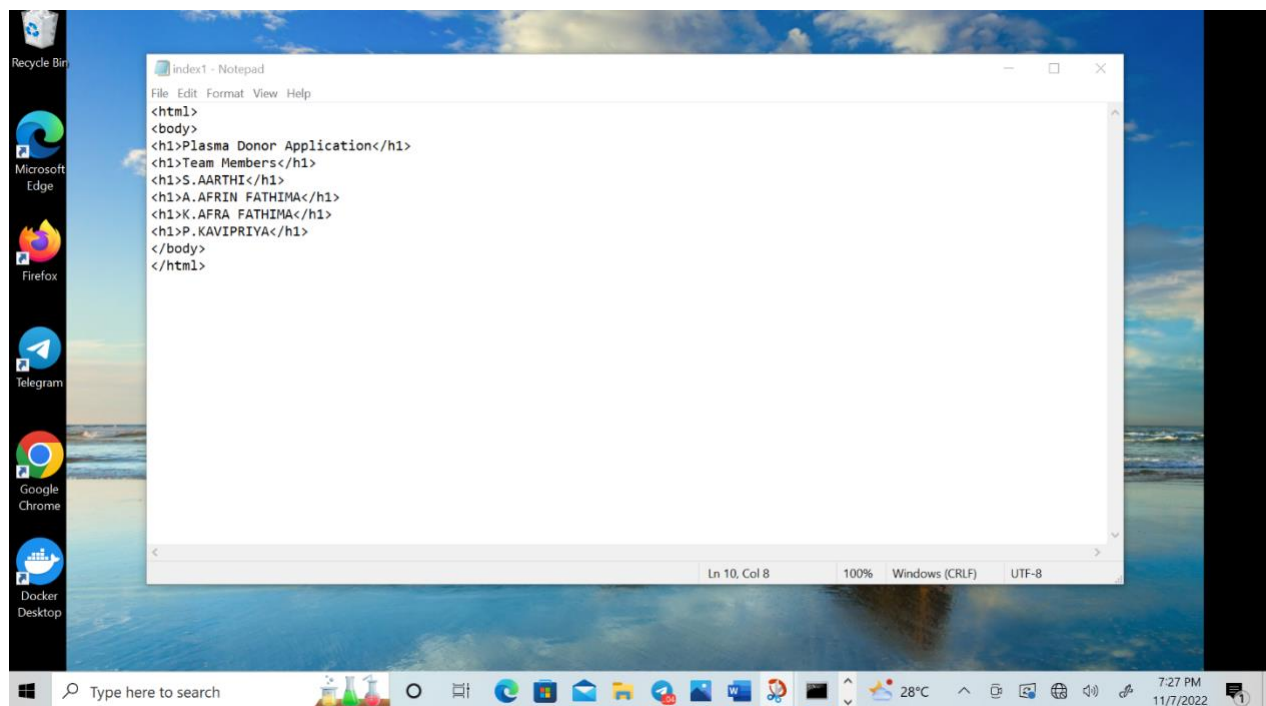 Recycle Bin
Microsoft
Edge
Firefox
Telegram
Google
Chrome
Docker
Desktop
index1 - Notepad
File Edit Format View Help
<html>
<body>
<h1>Plasma Donor Application</h1>
<h1>Team Members</h1>
<h1>S.AARTHI</h1>
<h1>A.AFRIN FATHIMA</h1>
<h1>K.AFRA FATHIMA</h1>
<h1>P.KAVIPRIYA</h1>
</body>
</html>
Ln 10, Col 8 100% Windows (CRLF) UTF-8
Type here to search
28°C
7:27 PM
11/7/2022
1